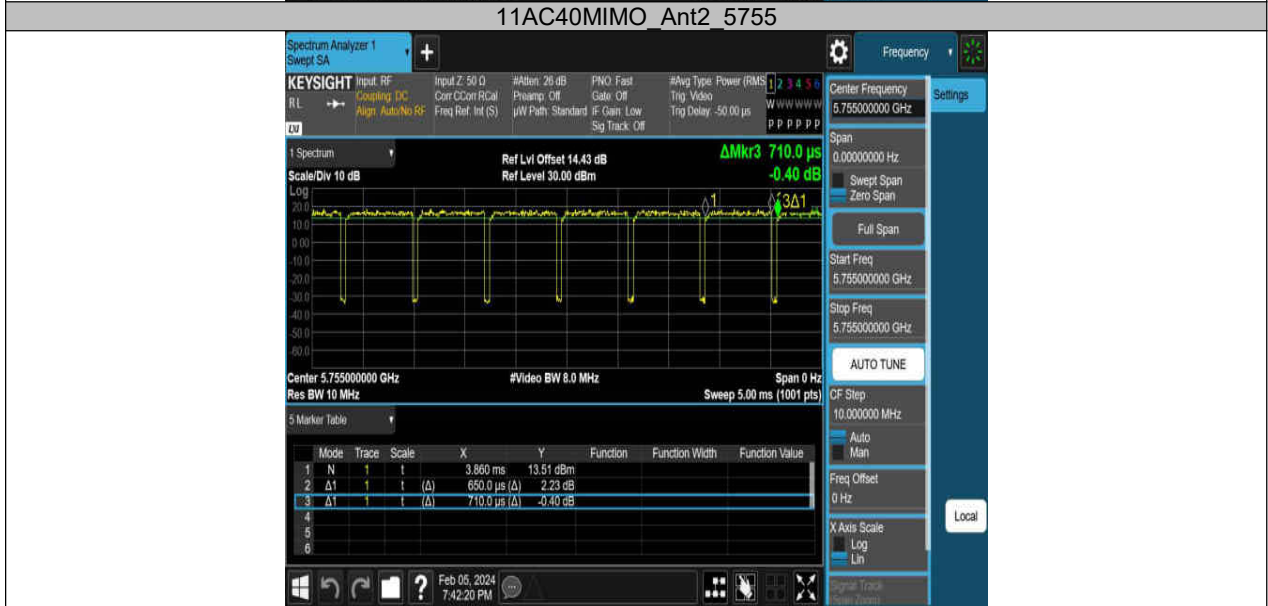 11AC40MIMO_Ant2_5755
Spectrum Analyzer 1
Swept SA
+
Frequency
KEYSIGHT
RL
Input: RF
Coupling: DC
Align: Auto/No RF
Input Z: 50 Ω
Corr CCorr RCal
Freq Ref: Int (S)
#Atten: 26 dB
Preamp: Off
µW Path: Standard
PNO: Fast
Gate: Off
IF Gain: Low
Sig Track: Off
#Avg Type: Power (RMS
Trig: Video
Trig Delay: -50.00 µs
1 2 3 4 5 6
W W W W W W
P P P P P P
1 Spectrum
Scale/Div 10 dB
Ref Lvl Offset 14.43 dB
Ref Level 30.00 dBm
ΔMkr3 710.0 µs
-0.40 dB
Log
20.0
10.0
0.00
-10.0
-20.0
-30.0
-40.0
-50.0
-60.0
1
3Δ1
Center 5.755000000 GHz
#Video BW 8.0 MHz
Span 0 Hz
Res BW 10 MHz
Sweep 5.00 ms (1001 pts)
5 Marker Table
Mode Trace Scale X Y Function Function Width Function Value
1 N 1 t 3.860 ms 13.51 dBm
2 Δ1 1 t (Δ) 650.0 µs (Δ) 2.23 dB
3 Δ1 1 t (Δ) 710.0 µs (Δ) -0.40 dB
4
5
6
Center Frequency
5.755000000 GHz
Span
0.00000000 Hz
Swept Span
Zero Span
Full Span
Start Freq
5.755000000 GHz
Stop Freq
5.755000000 GHz
AUTO TUNE
CF Step
10.000000 MHz
Auto
Man
Freq Offset
0 Hz
X Axis Scale
Log
Lin
Signal Track
(Span Zoom)
Settings
Local
?
Feb 05, 2024
7:42:20 PM